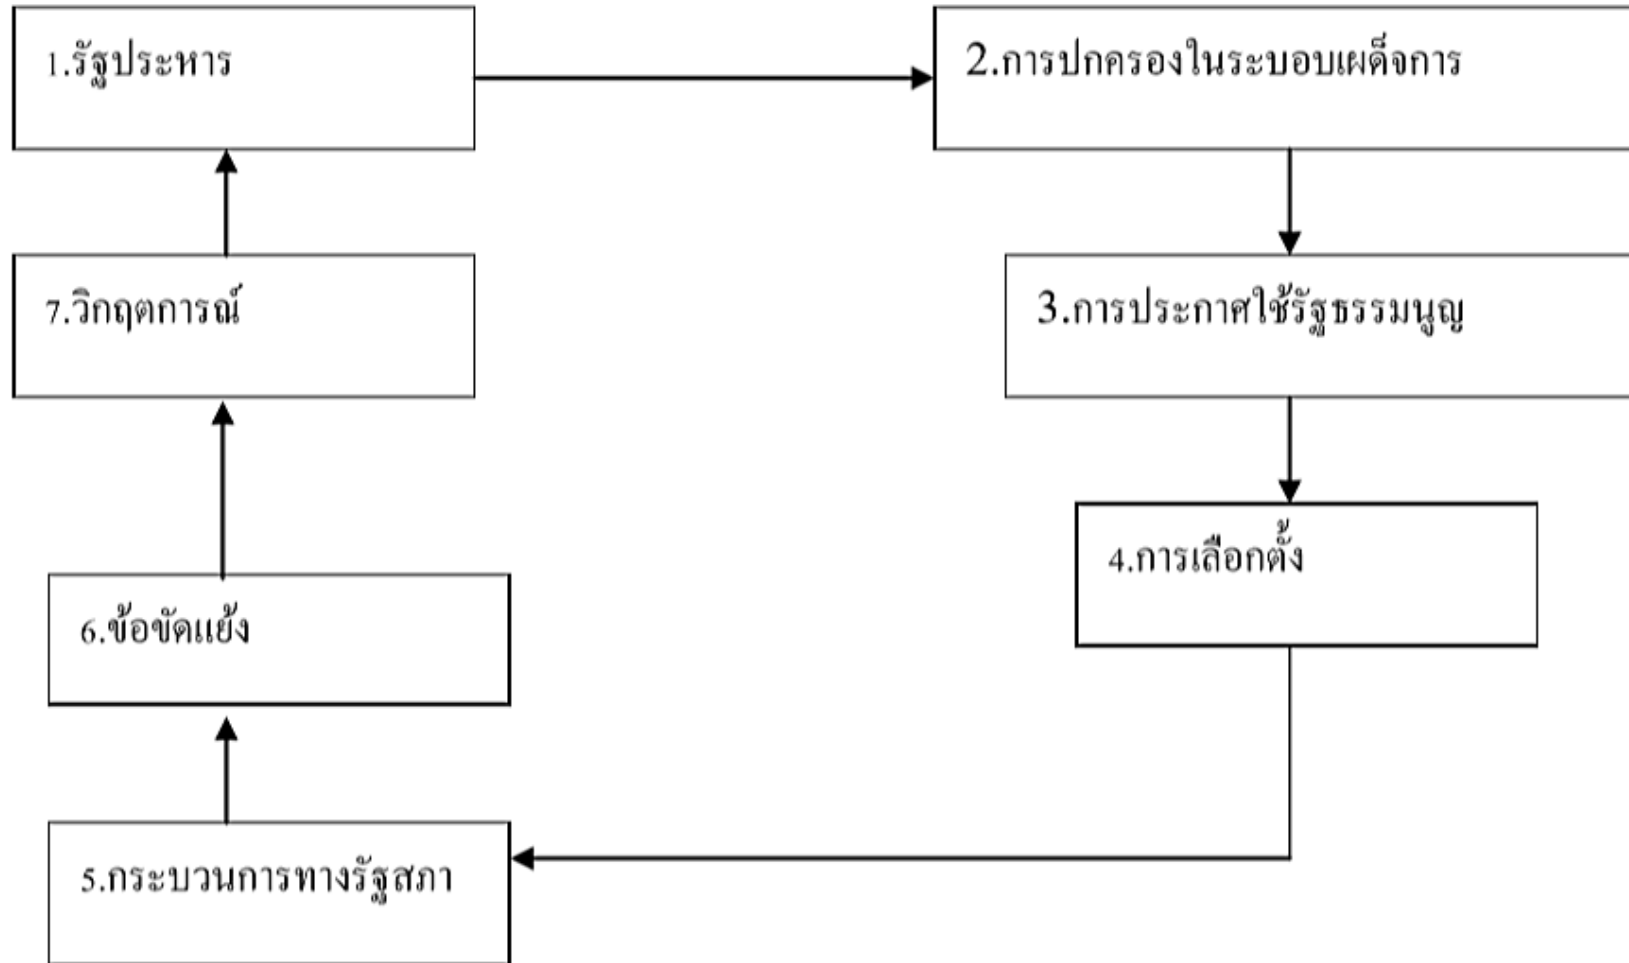 1.รัฐประหาร
2.การปกครองในระบอบเผด็จการ
3.การประกาศใช้รัฐธรรมนูญ
4.การเลือกตั้ง
5.กระบวนการทางรัฐสภา
6.ข้อขัดแย้ง
7.วิกฤตการณ์